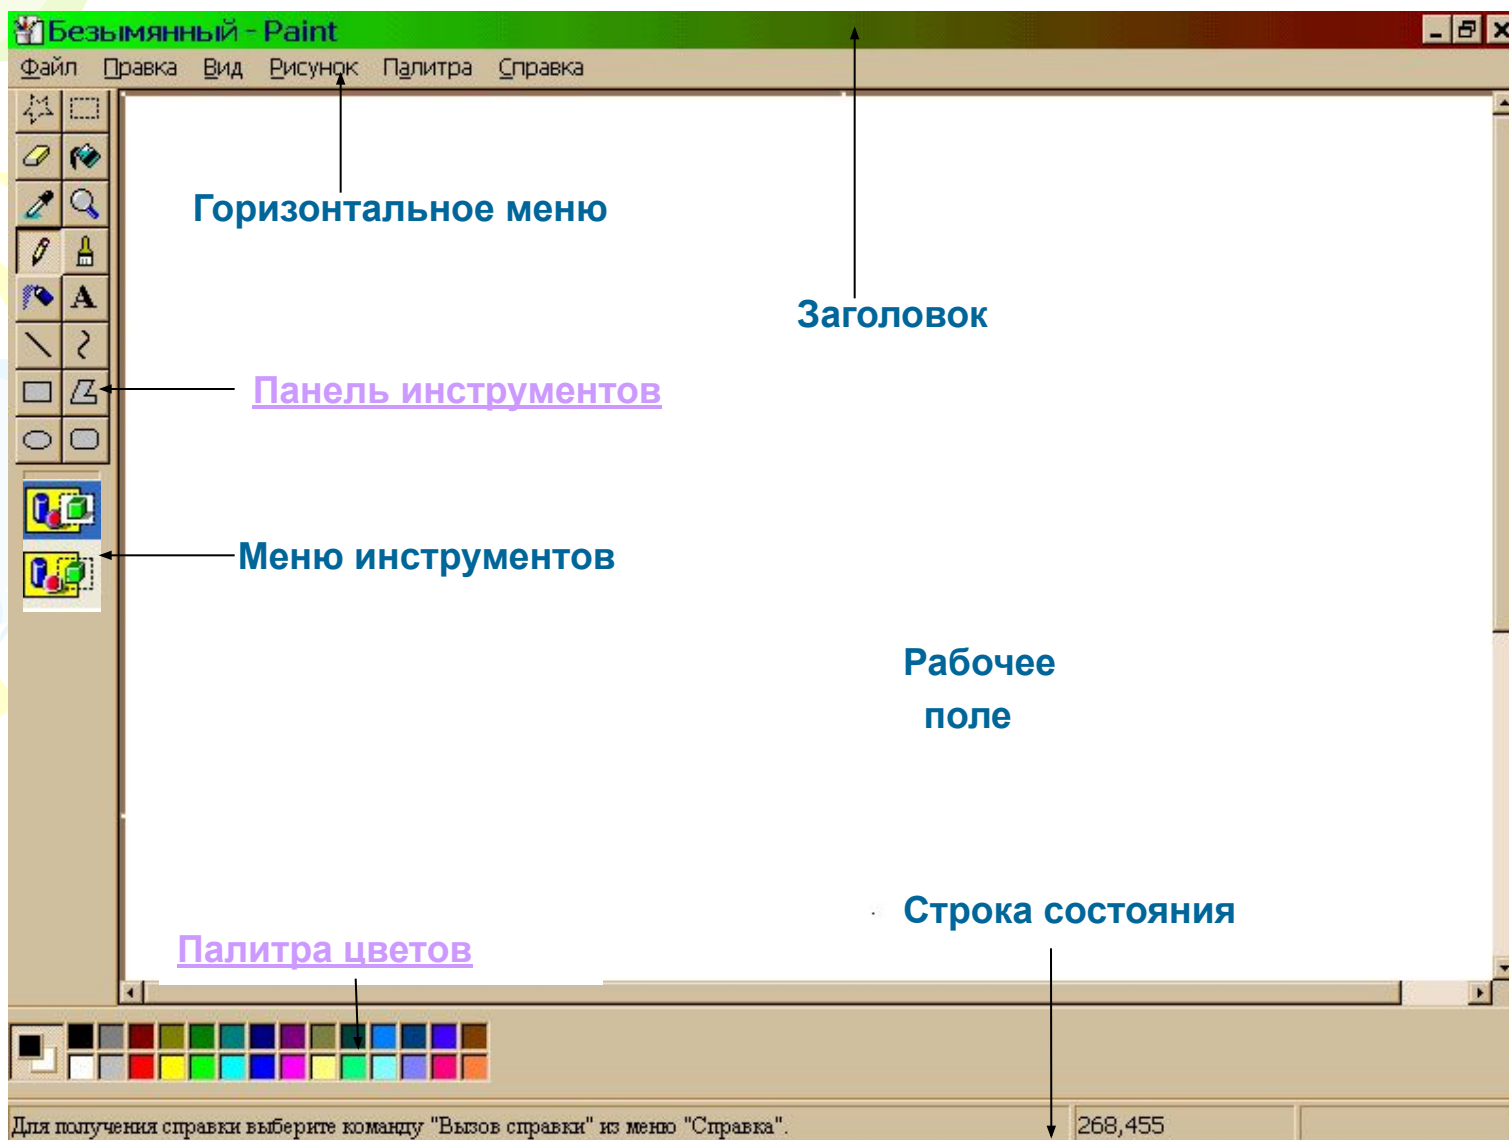 Безымянный - Paint
Файл Правка Вид Рисунок Палитра Справка
Горизонтальное меню
Заголовок
A
Панель инструментов
Меню инструментов
Рабочее
поле
Строка состояния
Палитра цветов
Для получения справки выберите команду "Вызов справки" из меню "Справка".
268,455